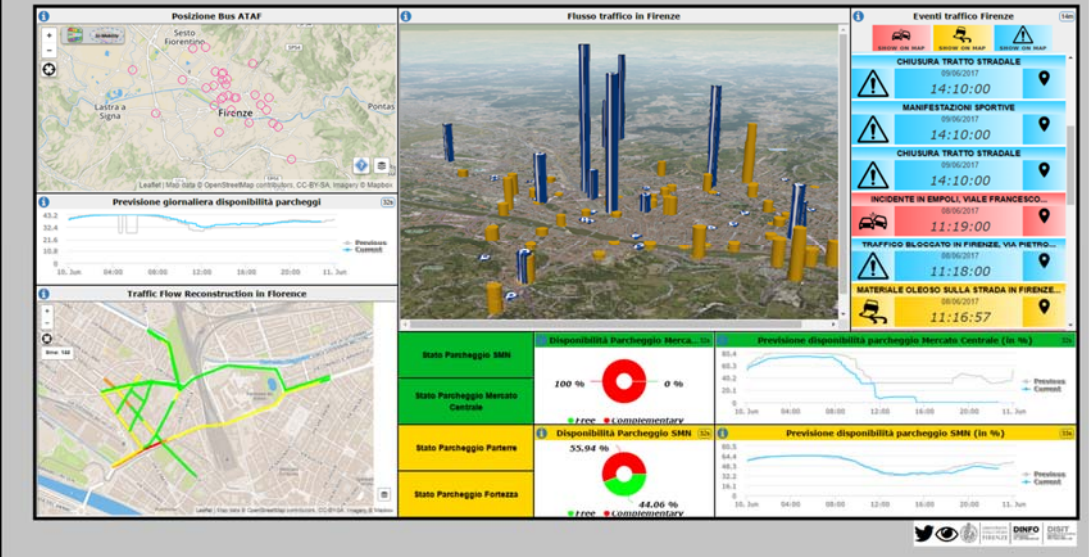 Posizione Bus ATAF
Sesto
Fiorentino
Lastra a
Signa
Firenze
Pontas
Leaflet | Map data © OpenStreetMap contributors, CC-BY-SA, Imagery © Mapbox
Previsione giornaliera disponibilità parcheggi
32s
43.2
32.4
21.6
10.8
0
10. Jun 04:00 08:00 12:00 16:00 20:00 11. Jun
Previous
Current
Traffic Flow Reconstruction in Florence
Leaflet | Map data © OpenStreetMap contributors, CC-BY-SA, Imagery © Mapbox
Flusso traffico in Firenze
Eventi traffico Firenze
14m
SHOW ON MAP SHOW ON MAP SHOW ON MAP
CHIUSURA TRATTO STRADALE
09/06/2017
14:10:00
MANIFESTAZIONI SPORTIVE
09/06/2017
14:10:00
CHIUSURA TRATTO STRADALE
09/06/2017
14:10:00
INCIDENTE IN EMPOLI, VIALE FRANCESCO...
08/06/2017
11:19:00
TRAFFICO BLOCCATO IN FIRENZE, VIA PIETRO...
08/06/2017
11:18:00
MATERIALE OLEOSO SULLA STRADA IN FIRENZE...
08/06/2017
11:16:57
Stato Parcheggio SMN
Stato Parcheggio Mercato
Centrale
Stato Parcheggio Parterre
Stato Parcheggio Fortezza
Disponibilità Parcheggio Merca...
100 %
0 %
Free Complementary
Previsione disponibilità parcheggio Mercato Centrale (in %)
80.4
60.3
40.2
20.1
0
10. Jun 04:00 08:00 12:00 16:00 20:00 11. Jun
Previous
Current
Disponibilità Parcheggio SMN
55.94 %
44.06 %
Free Complementary
Previsione disponibilità parcheggio SMN (in %)
80.5
64.4
48.3
32.2
16.1
0
10. Jun 04:00 08:00 12:00 16:00 20:00 11. Jun
Previous
Current
FIRENZE
DINFO
DISIT